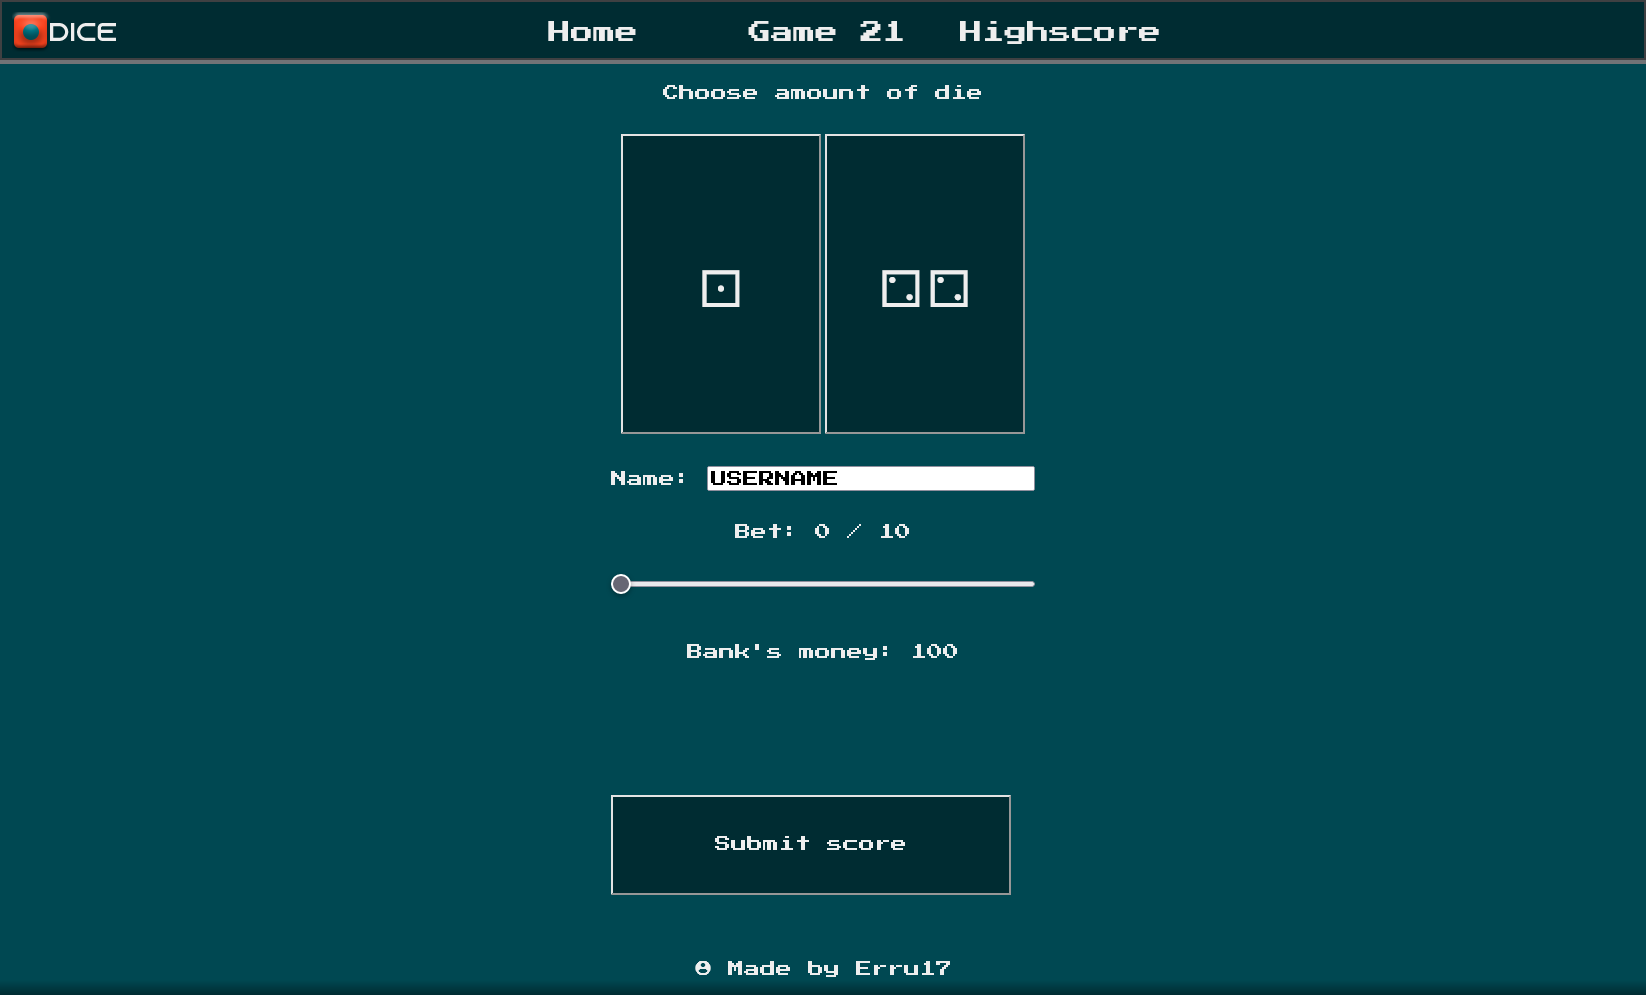 DICE Home Game 21 Highscore
Choose amount of die
Name: USERNAME
Bet: 0 / 10
Bank's money: 100
Submit score
Made by Erru17